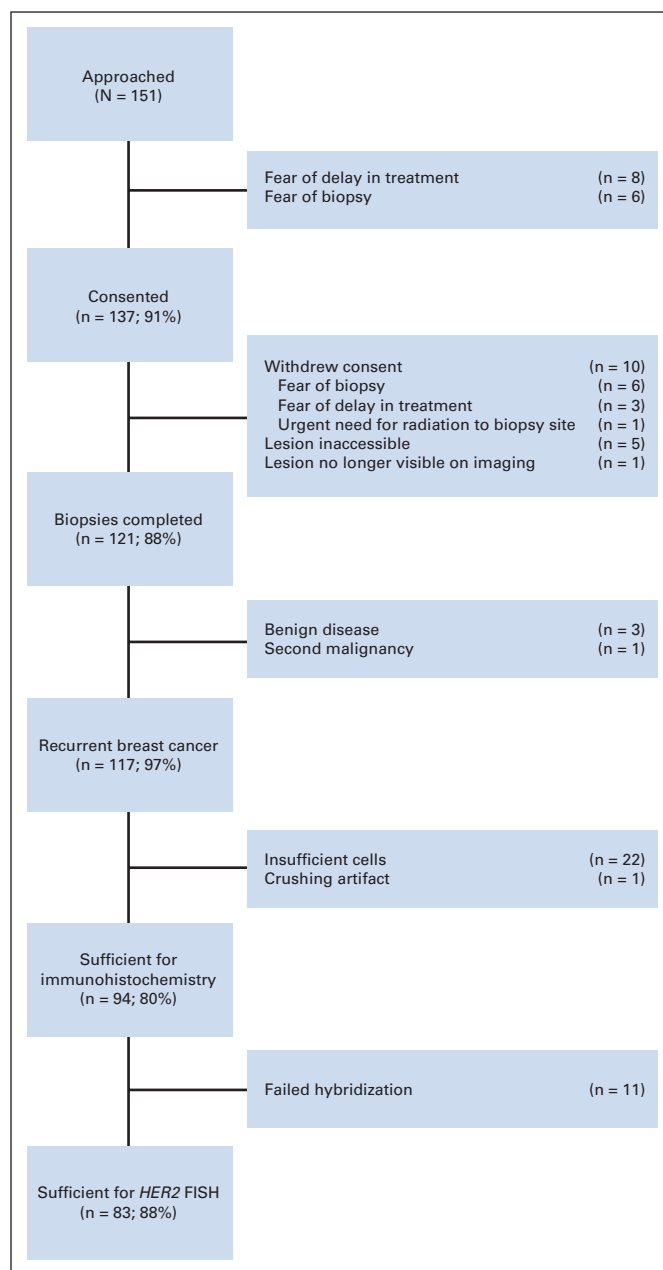 Approached
(N = 151)
Fear of delay in treatment (n = 8)
Fear of biopsy (n = 6)
Consented
(n = 137; 91%)
Withdrew consent (n = 10)
Fear of biopsy (n = 6)
Fear of delay in treatment (n = 3)
Urgent need for radiation to biopsy site (n = 1)
Lesion inaccessible (n = 5)
Lesion no longer visible on imaging (n = 1)
Biopsies completed
(n = 121; 88%)
Benign disease (n = 3)
Second malignancy (n = 1)
Recurrent breast cancer
(n = 117; 97%)
Insufficient cells (n = 22)
Crushing artifact (n = 1)
Sufficient for
immunohistochemistry
(n = 94; 80%)
Failed hybridization (n = 11)
Sufficient for HER2 FISH
(n = 83; 88%)